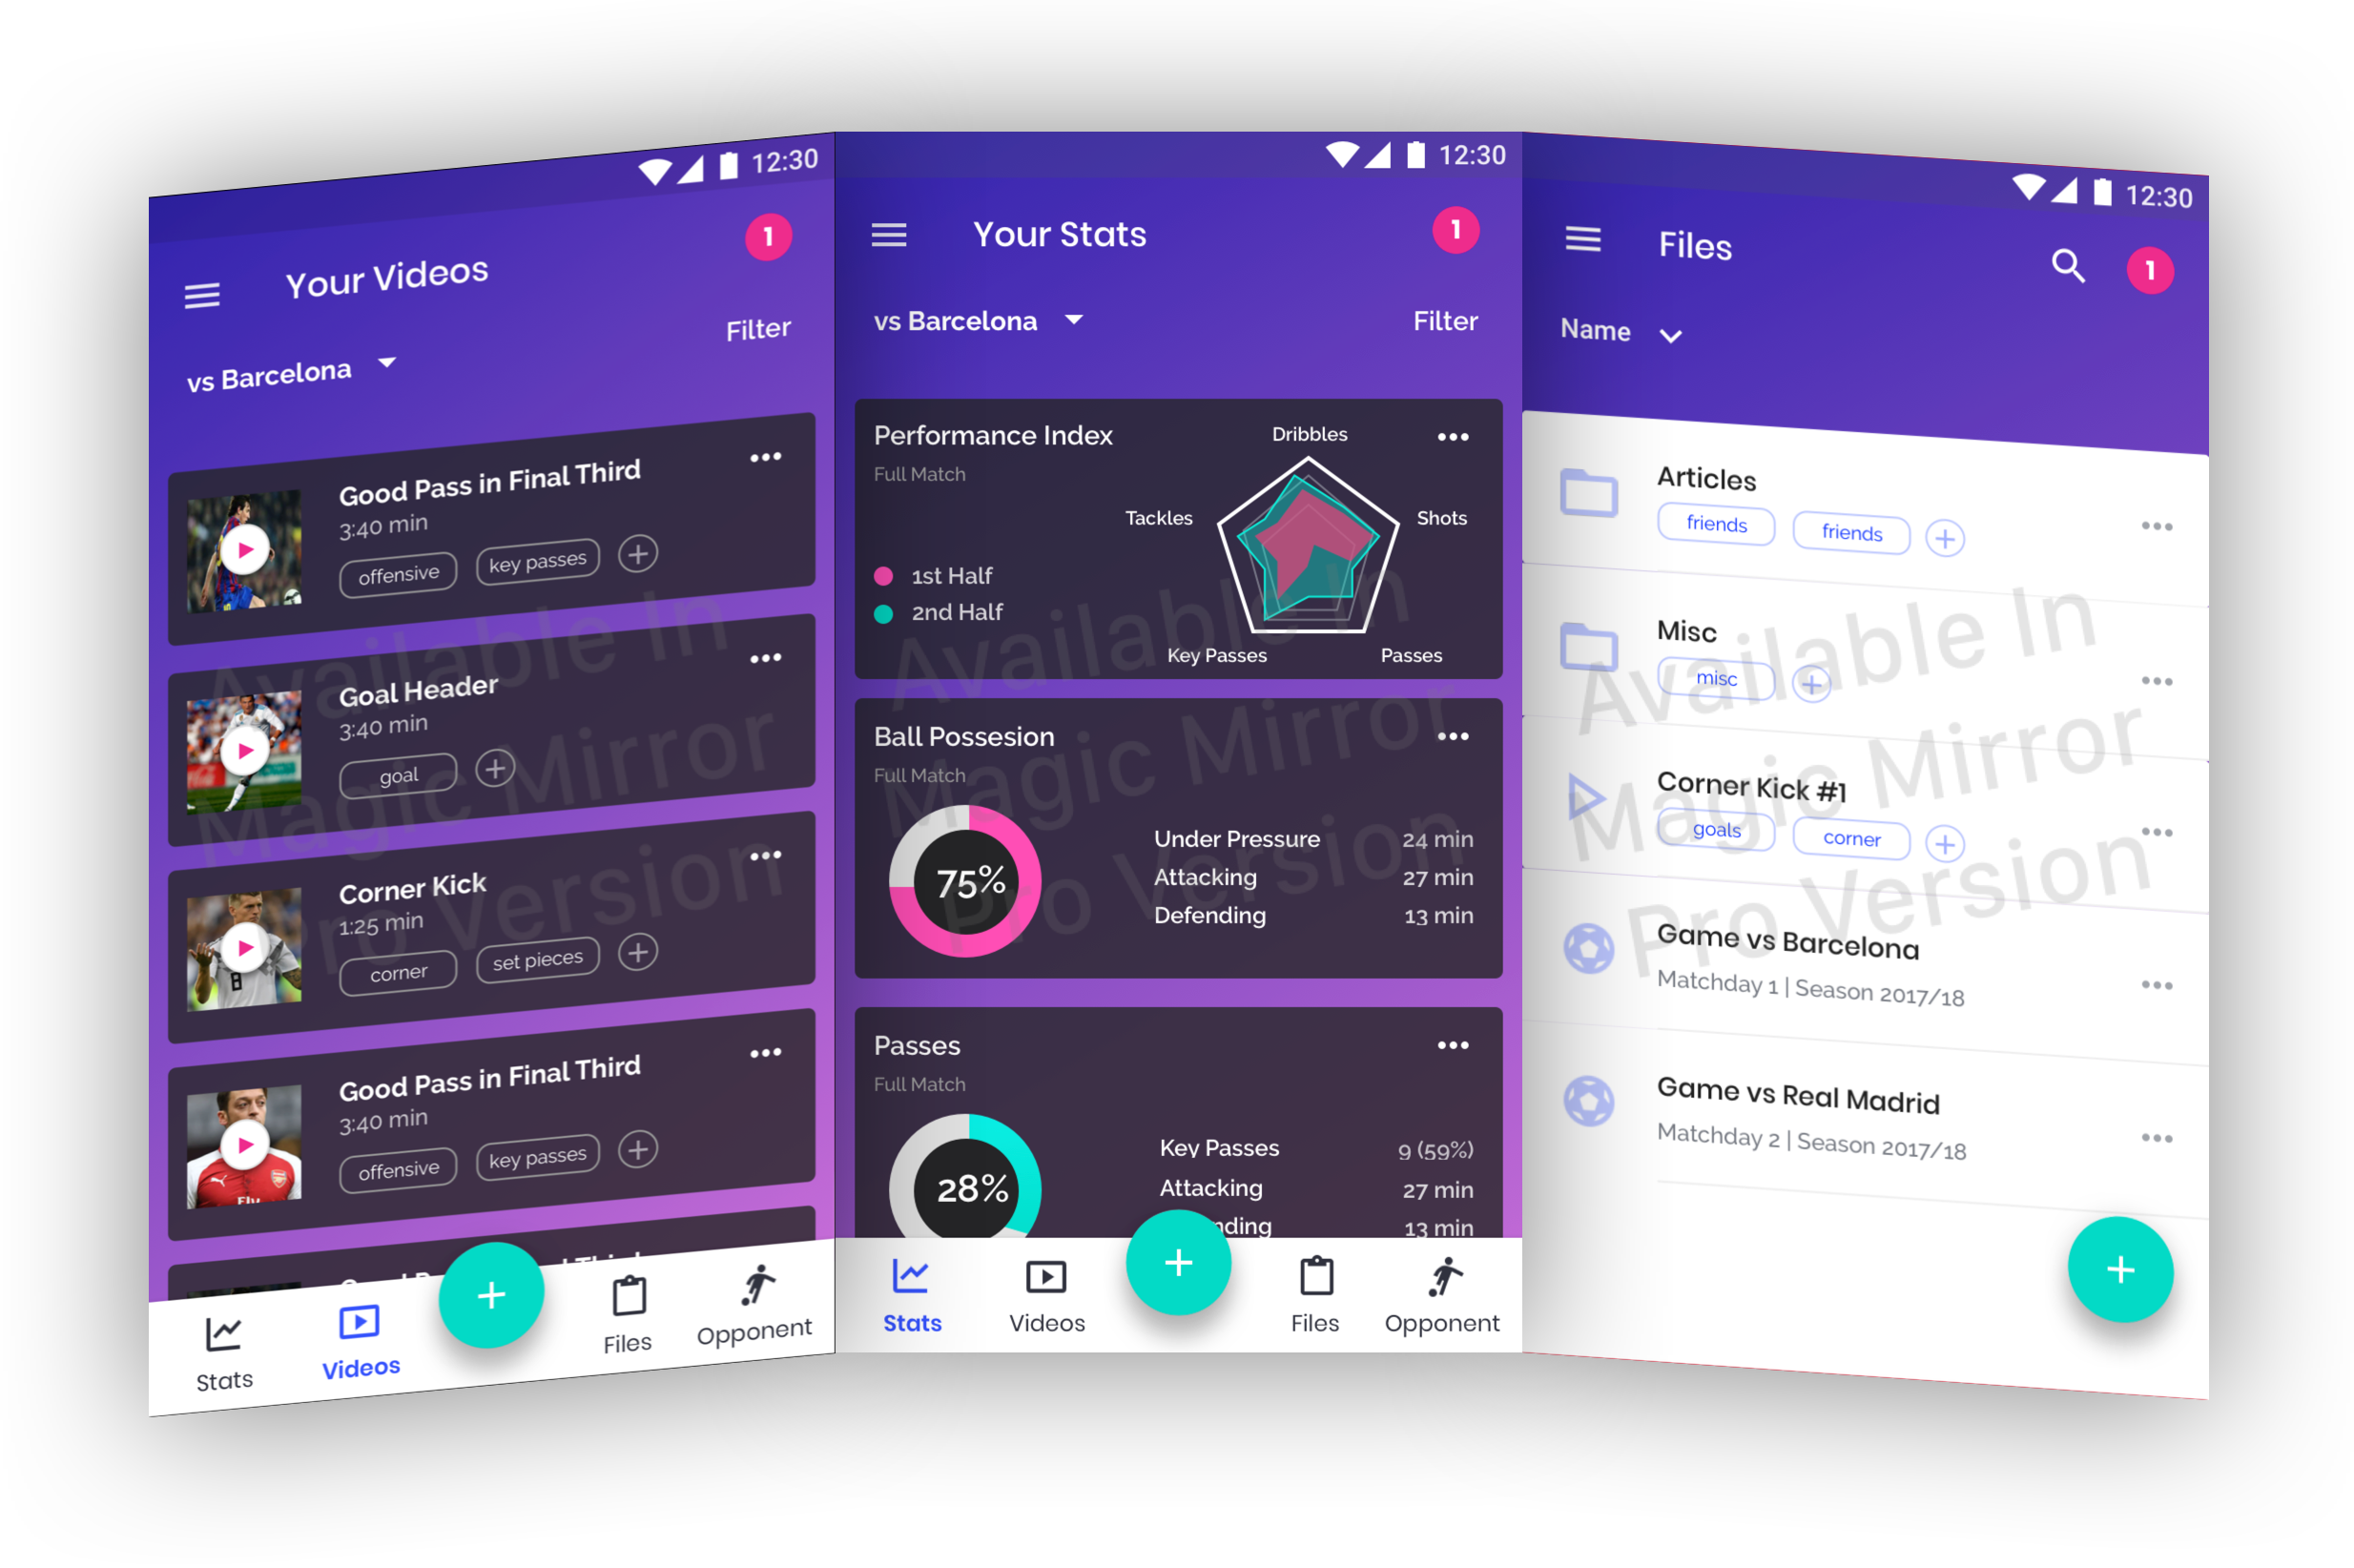 12:30
Your Videos
1
Filter
vs Barcelona
Good Pass in Final Third
3:40 min
offensive
key passes
Goal Header
3:40 min
goal
Corner Kick
1:25 min
corner
set pieces
8
Good Pass in Final Third
3:40 min
offensive
key passes
Fly
Stats
Videos
Files
Opponent
Available In
Magic Mirror
Pro Version
12:30
Your Stats
1
vs Barcelona
Filter
Performance Index
Full Match
Dribbles
Tackles
Shots
1st Half
2nd Half
Key Passes
Passes
Ball Possesion
Full Match
75%
Under Pressure 24 min
Attacking 27 min
Defending 13 min
Passes
Full Match
28%
Key Passes 9 (59%)
Attacking 27 min
nding 13 min
Stats
Videos
Files
Opponent
Available In
Magic Mirror
Pro Version
12:30
Files
1
Name
Articles
friends
friends
Misc
misc
Corner Kick #1
goals
corner
Game vs Barcelona
Matchday 1 | Season 2017/18
Game vs Real Madrid
Matchday 2 | Season 2017/18
Available In
Magic Mirror
Pro Version